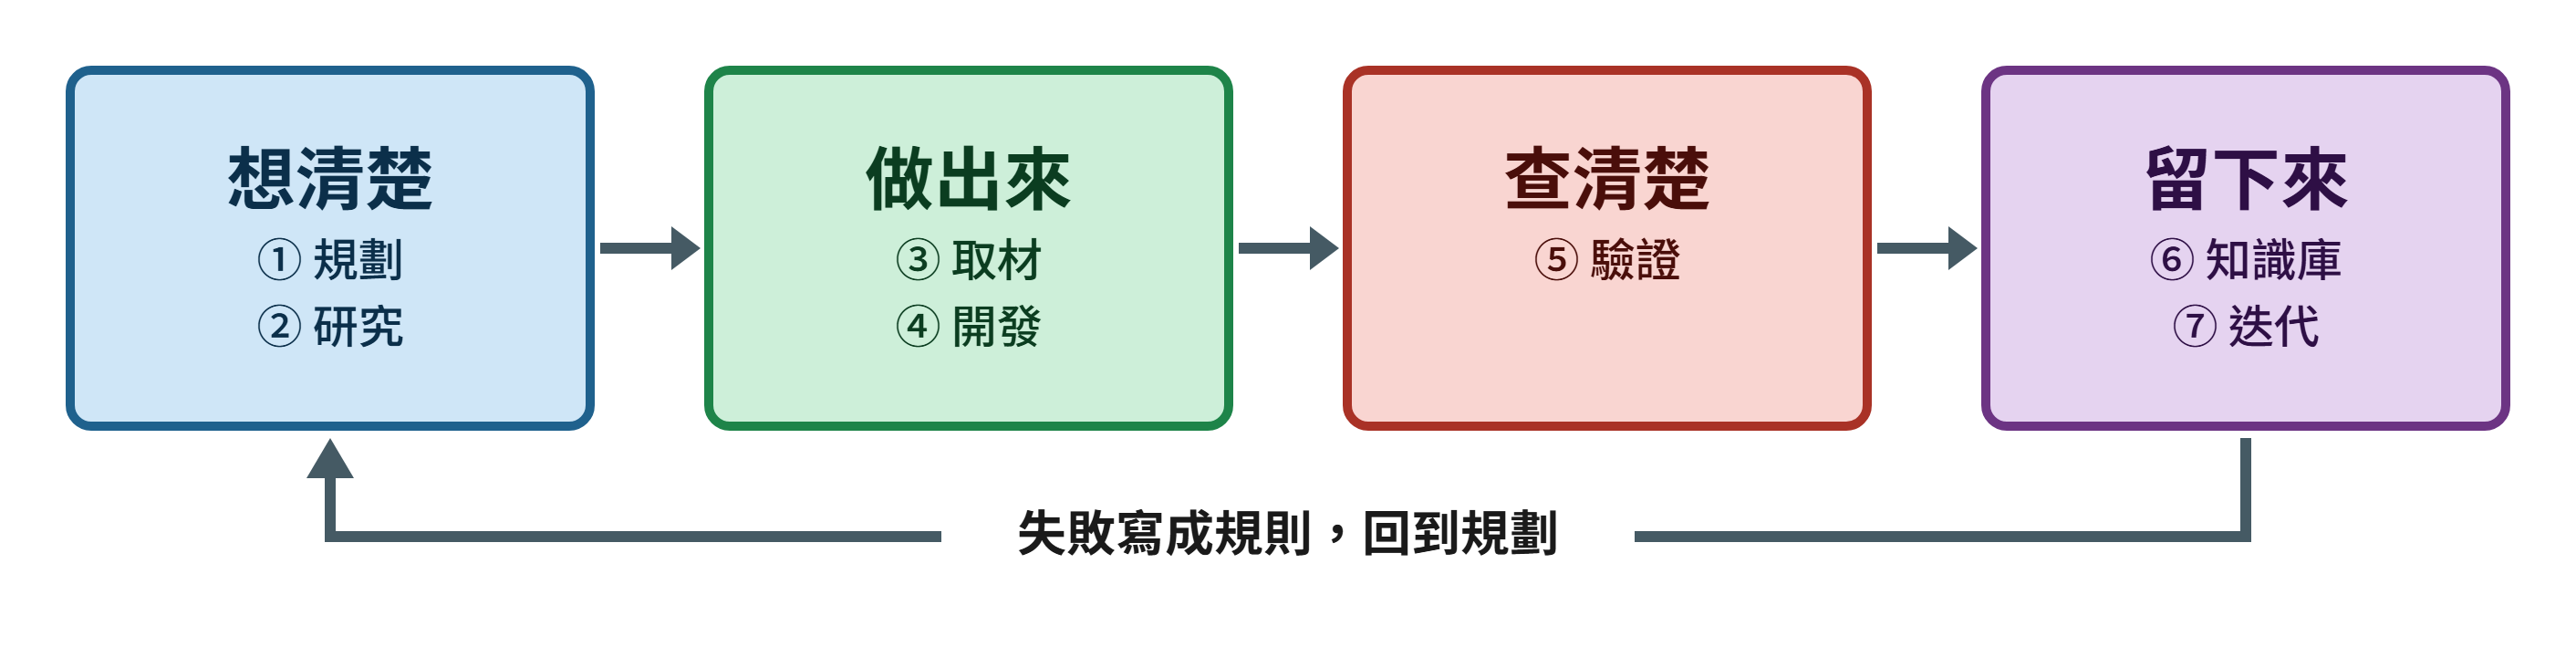 想清楚
① 規劃
② 研究
做出來
③ 取材
④ 開發
查清楚
⑤ 驗證
留下來
⑥ 知識庫
⑦ 迭代
失敗寫成規則，回到規劃